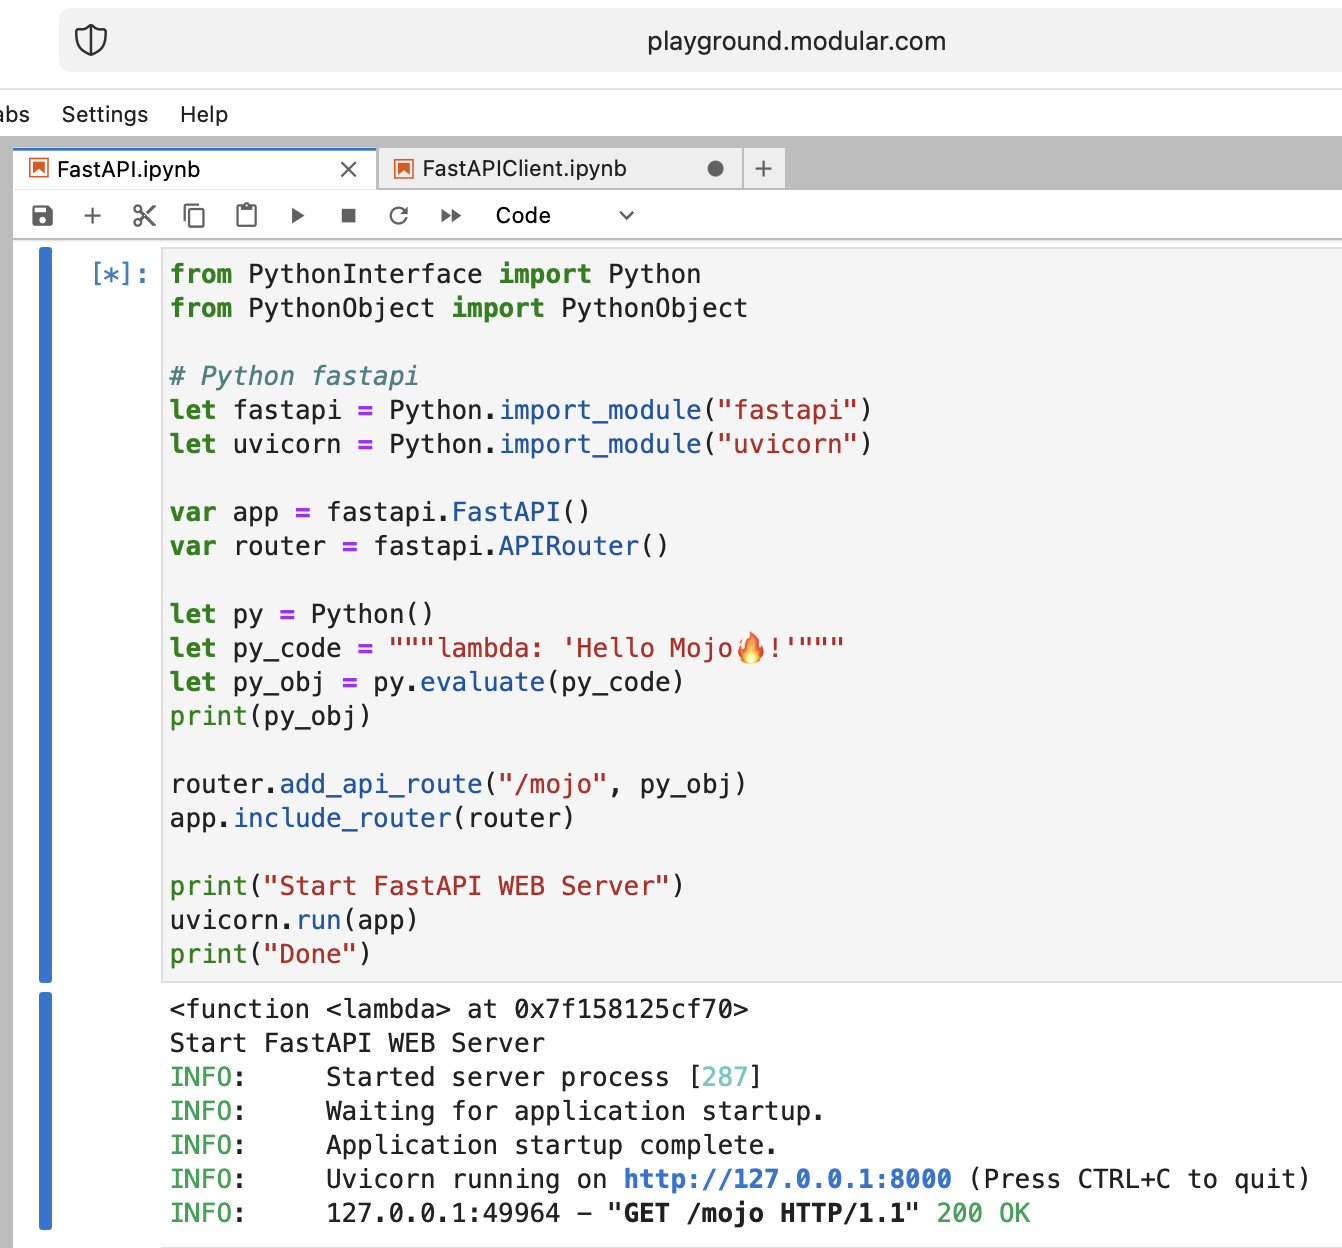 playground.modular.com
abs Settings Help
FastAPI.ipynb FastAPIClient.ipynb
Code
[*]: from PythonInterface import Python
from PythonObject import PythonObject
# Python fastapi
let fastapi = Python.import_module("fastapi")
let uvicorn = Python.import_module("uvicorn")
var app = fastapi.FastAPI()
var router = fastapi.APIRouter()
let py = Python()
let py_code = """lambda: 'Hello Mojo🔥!'"""
let py_obj = py.evaluate(py_code)
print(py_obj)
router.add_api_route("/mojo", py_obj)
app.include_router(router)
print("Start FastAPI WEB Server")
uvicorn.run(app)
print("Done")
<function <lambda> at 0x7f158125cf70>
Start FastAPI WEB Server
INFO: Started server process [287]
INFO: Waiting for application startup.
INFO: Application startup complete.
INFO: Uvicorn running on http://127.0.0.1:8000 (Press CTRL+C to quit)
INFO: 127.0.0.1:49964 - "GET /mojo HTTP/1.1" 200 OK